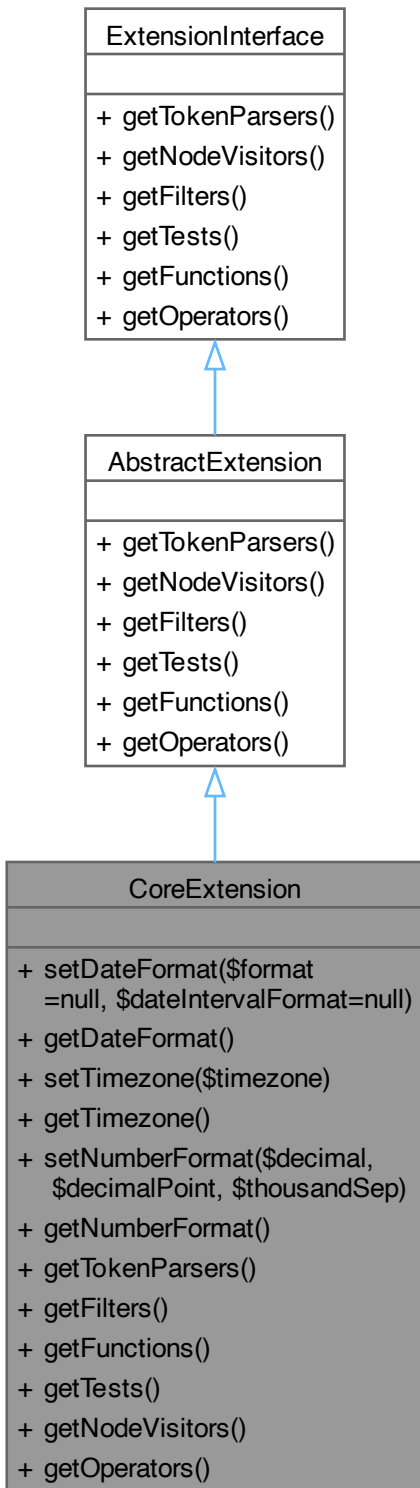 ExtensionInterface
+ getTokenParsers()
+ getNodeVisitors()
+ getFilters()
+ getTests()
+ getFunctions()
+ getOperators()
AbstractExtension
+ getTokenParsers()
+ getNodeVisitors()
+ getFilters()
+ getTests()
+ getFunctions()
+ getOperators()
CoreExtension
+ setDateFormat($format
=null, $dateIntervalFormat=null)
+ getDateFormat()
+ setTimezone($timezone)
+ getTimezone()
+ setNumberFormat($decimal,
$decimalPoint, $thousandSep)
+ getNumberFormat()
+ getTokenParsers()
+ getFilters()
+ getFunctions()
+ getTests()
+ getNodeVisitors()
+ getOperators()